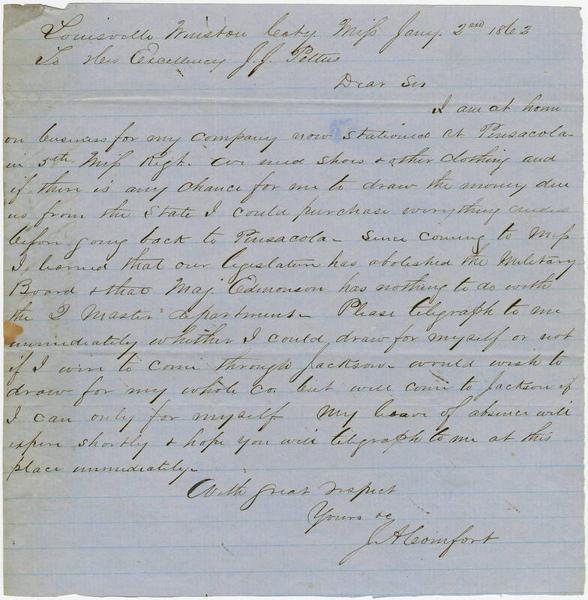 Louisville Winston Coty. Miss Jany. 2nd 1862
To His Excellency J. J. Pettus
Dear Sir
I am at home
on business for my company now stationed at Pensacola
in 5th Miss Regt. We need shoes & other clothing and
if there is any chance for me to draw the money due
us from the State I could purchase everything
before going back to Pensacola - Since coming to Miss
I learned that our legislature has abolished the Military
Board & that Maj Edmonson has nothing to do with
the Q Master Department - Please telegraph to me
immediately whether I could draw for myself or not
if I were to come through Jackson - would wish to
draw for my whole co. but will come to Jackson if
I can only for myself My leave of absence will
expire shortly & hope you will telegraph to me at this
place immediately -
With great respect
Yours &c
J A Comfort